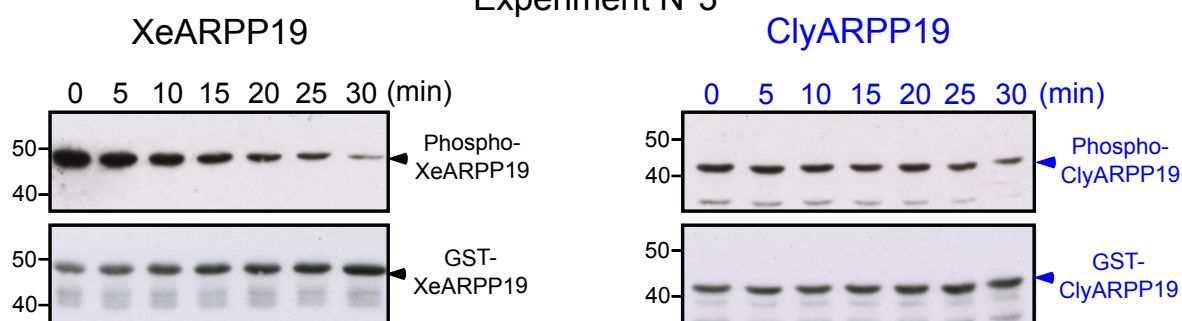 Experiment N°3
XeARPP19
ClyARPP19
0 5 10 15 20 25 30 (min)
50
40
Phospho-
XeARPP19
50
40
GST-
XeARPP19
0 5 10 15 20 25 30 (min)
50
40
Phospho-
ClyARPP19
50
40
GST-
ClyARPP19